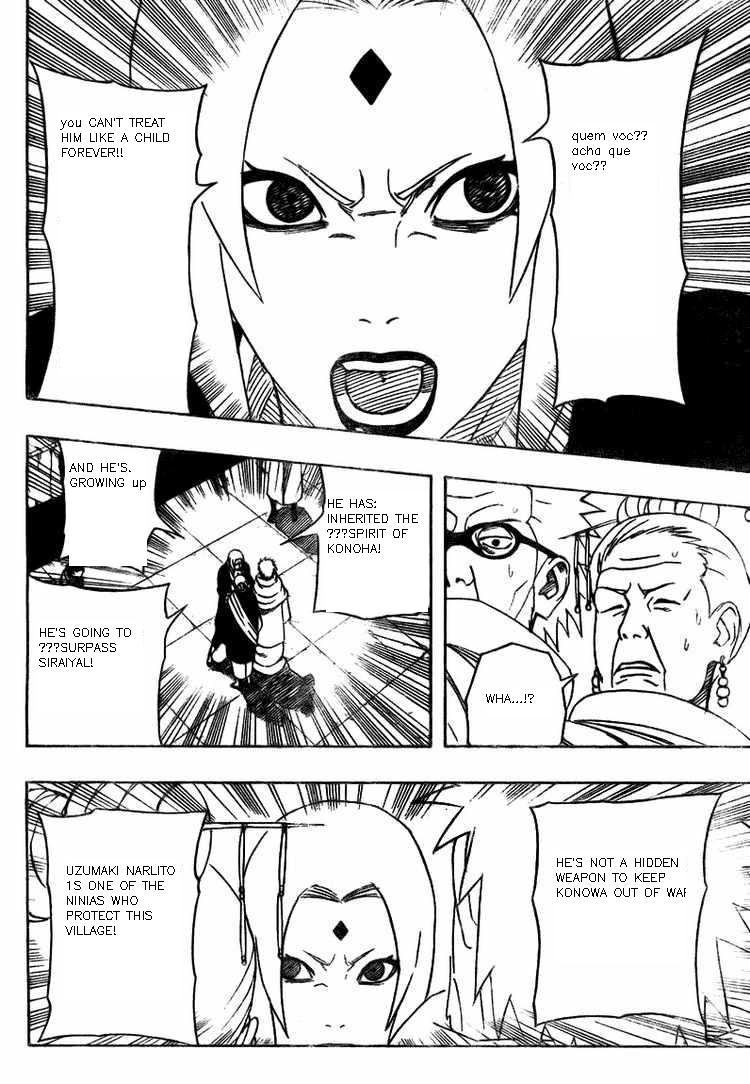 quem voc??
acha que
voc??
you CAN'T TREAT
HIM LIKE A CHILD
FOREVER!!
WHA...!?
HE HAS:
INHERITED THE
???SPIRIT OF
KONOHA!
AND HE'S.
GROWING up
HE'S GOING TO
???SURPASS
SIRAIYAL!
HE'S NOT A HIDDEN
WEAPON TO KEEP
KONOWA OUT OF WAR
UZUMAKI NARLITO
1S ONE OF THE
NINIAS WHO
PROTECT THIS
VILLAGE!